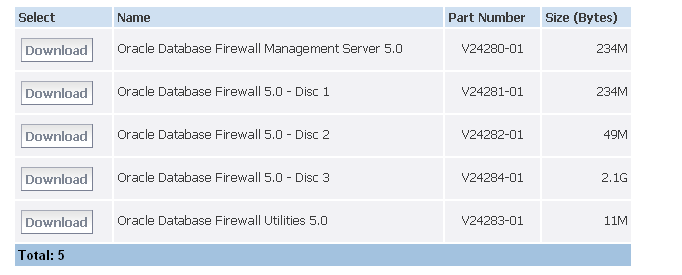 Select Name Part Number Size (Bytes)
Download Oracle Database Firewall Management Server 5.0 V24280-01 234M
Download Oracle Database Firewall 5.0 - Disc 1 V24281-01 234M
Download Oracle Database Firewall 5.0 - Disc 2 V24282-01 49M
Download Oracle Database Firewall 5.0 - Disc 3 V24284-01 2.1G
Download Oracle Database Firewall Utilities 5.0 V24283-01 11M
Total: 5